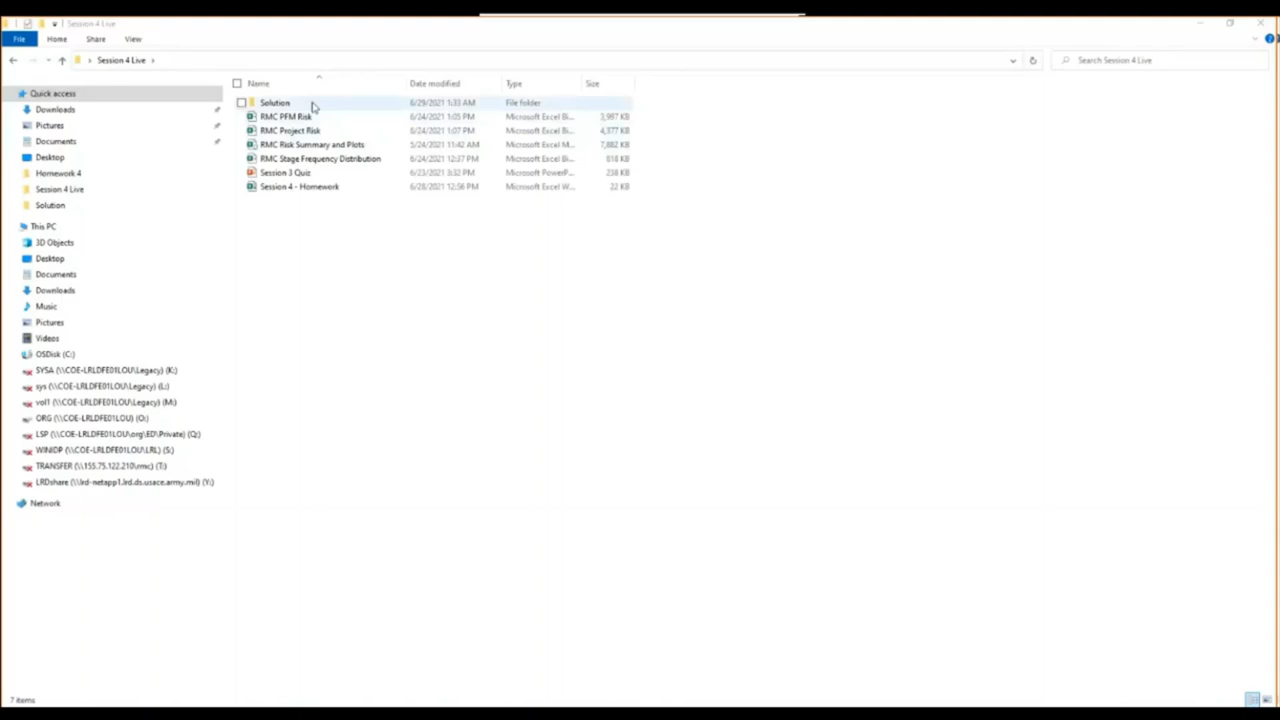 Session 4 Live
File Home Share View
Session 4 Live
Search Session 4 Live
Name Date modified Type Size
Quick access
Downloads
Pictures
Documents
Desktop
Homework 4
Session 4 Live
Solution
This PC
3D Objects
Desktop
Documents
Downloads
Music
Pictures
Videos
OSDisk (C:)
SYSA (\\COE-LRLDFE01LOU\Legacy) (K:)
sys (\\COE-LRLDFE01LOU\Legacy) (L:)
vol1 (\\COE-LRLDFE01LOU\Legacy) (M:)
ORG (\\COE-LRLDFE01LOU) (O:)
LSP (\\COE-LRLDFE01LOU\org\ED\Private) (Q:)
WINIDP (\\COE-LRLDFE01LOU\LRL) (S:)
TRANSFER (\\155.75.122.210\rmc) (T:)
LRDshare (\\lrd-netapp1.lrd.ds.usace.army.mil) (Y:)
Network
Solution 6/29/2021 1:33 AM File folder
RMC PFM Risk 6/24/2021 1:05 PM Microsoft Excel Bi... 3,997 KB
RMC Project Risk 6/24/2021 1:07 PM Microsoft Excel Bi... 4,377 KB
RMC Risk Summary and Plots 5/24/2021 11:42 AM Microsoft Excel M... 7,882 KB
RMC Stage Frequency Distribution 6/24/2021 12:37 PM Microsoft Excel Bi... 818 KB
Session 3 Quiz 6/23/2021 3:32 PM Microsoft PowerP... 238 KB
Session 4 - Homework 6/28/2021 12:56 PM Microsoft Excel W... 22 KB
7 items